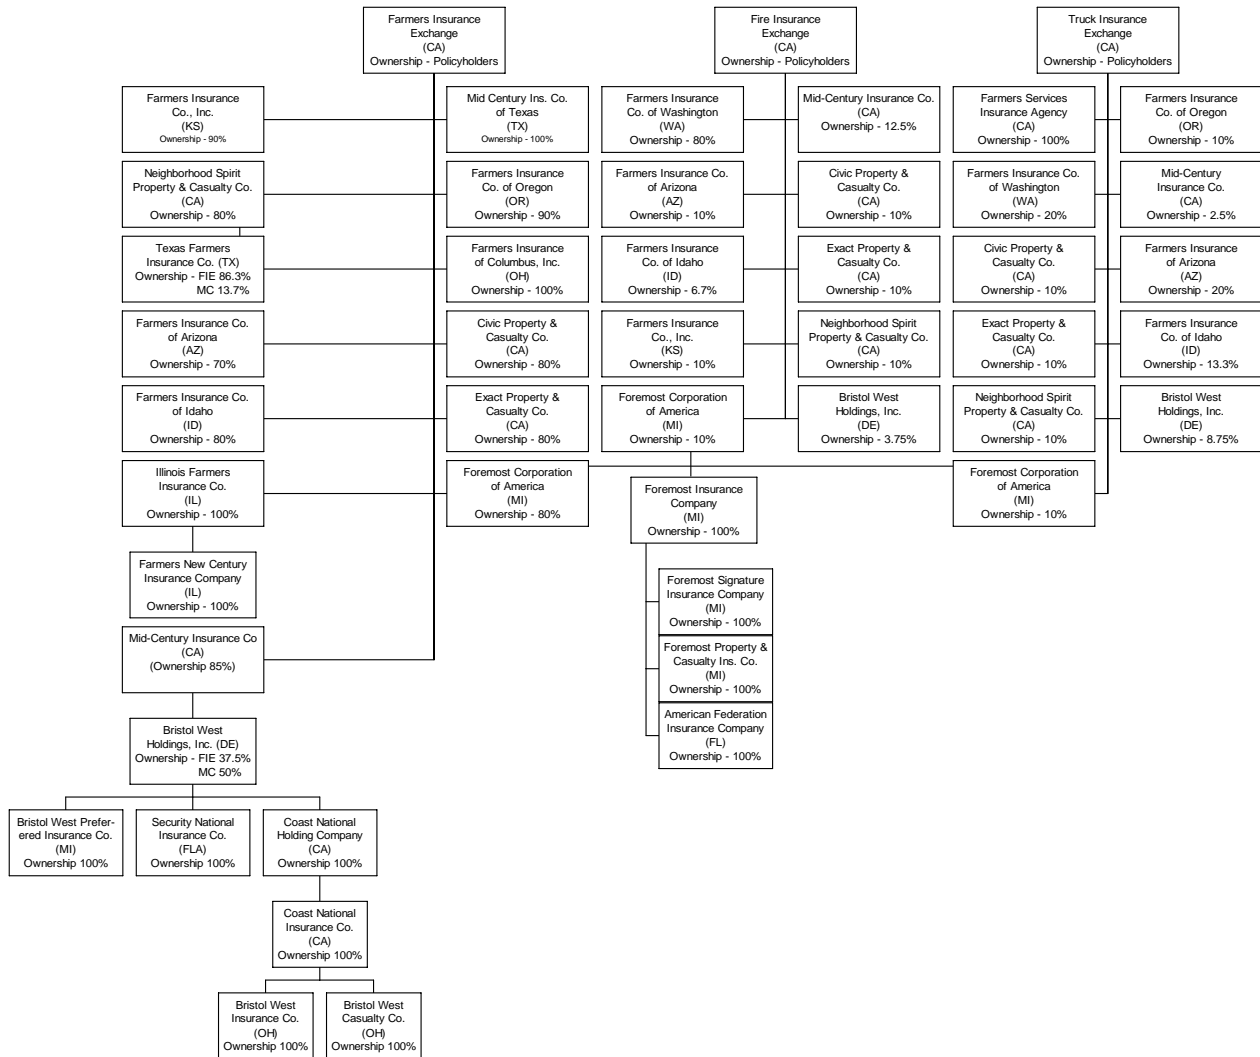 Farmers Insurance
Exchange
(CA)
Ownership - Policyholders
Fire Insurance
Exchange
(CA)
Ownership - Policyholders
Truck Insurance
Exchange
(CA)
Ownership - Policyholders
Farmers Insurance
Co., Inc.
(KS)
Ownership - 90%
Mid Century Ins. Co.
of Texas
(TX)
Ownership - 100%
Farmers Insurance
Co. of Washington
(WA)
Ownership - 80%
Mid-Century Insurance Co.
(CA)
Ownership - 12.5%
Farmers Services
Insurance Agency
(CA)
Ownership - 100%
Farmers Insurance
Co. of Oregon
(OR)
Ownership - 10%
Neighborhood Spirit
Property & Casualty Co.
(CA)
Ownership - 80%
Farmers Insurance
Co. of Oregon
(OR)
Ownership - 90%
Farmers Insurance Co.
of Arizona
(AZ)
Ownership - 10%
Civic Property &
Casualty Co.
(CA)
Ownership - 10%
Farmers Insurance Co.
of Washington
(WA)
Ownership - 20%
Mid-Century
Insurance Co.
(CA)
Ownership - 2.5%
Texas Farmers
Insurance Co. (TX)
Ownership - FIE 86.3%
MC 13.7%
Farmers Insurance
of Columbus, Inc.
(OH)
Ownership - 100%
Farmers Insurance
Co. of Idaho
(ID)
Ownership - 6.7%
Exact Property &
Casualty Co.
(CA)
Ownership - 10%
Civic Property &
Casualty Co.
(CA)
Ownership - 10%
Farmers Insurance
of Arizona
(AZ)
Ownership - 20%
Farmers Insurance Co.
of Arizona
(AZ)
Ownership - 70%
Civic Property &
Casualty Co.
(CA)
Ownership - 80%
Farmers Insurance
Co., Inc.
(KS)
Ownership - 10%
Neighborhood Spirit
Property & Casualty Co.
(CA)
Ownership - 10%
Exact Property &
Casualty Co.
(CA)
Ownership - 10%
Farmers Insurance
Co. of Idaho
(ID)
Ownership - 13.3%
Farmers Insurance Co.
of Idaho
(ID)
Ownership - 80%
Exact Property &
Casualty Co.
(CA)
Ownership - 80%
Foremost Corporation
of America
(MI)
Ownership - 10%
Bristol West
Holdings, Inc.
(DE)
Ownership - 3.75%
Neighborhood Spirit
Property & Casualty Co.
(CA)
Ownership - 10%
Bristol West
Holdings, Inc.
(DE)
Ownership - 8.75%
Illinois Farmers
Insurance Co.
(IL)
Ownership - 100%
Foremost Corporation
of America
(MI)
Ownership - 80%
Foremost Insurance
Company
(MI)
Ownership - 100%
Foremost Corporation
of America
(MI)
Ownership - 10%
Farmers New Century
Insurance Company
(IL)
Ownership - 100%
Foremost Signature
Insurance Company
(MI)
Ownership - 100%
Mid-Century Insurance Co
(CA)
(Ownership 85%)
Foremost Property &
Casualty Ins. Co.
(MI)
Ownership - 100%
American Federation
Insurance Company
(FL)
Ownership - 100%
Bristol West
Holdings, Inc. (DE)
Ownership - FIE 37.5%
MC 50%
Bristol West Prefer-
ered Insurance Co.
(MI)
Ownership 100%
Security National
Insurance Co.
(FLA)
Ownership 100%
Coast National
Holding Company
(CA)
Ownership 100%
Coast National
Insurance Co.
(CA)
Ownership 100%
Bristol West
Insurance Co.
(OH)
Ownership 100%
Bristol West
Casualty Co.
(OH)
Ownership 100%